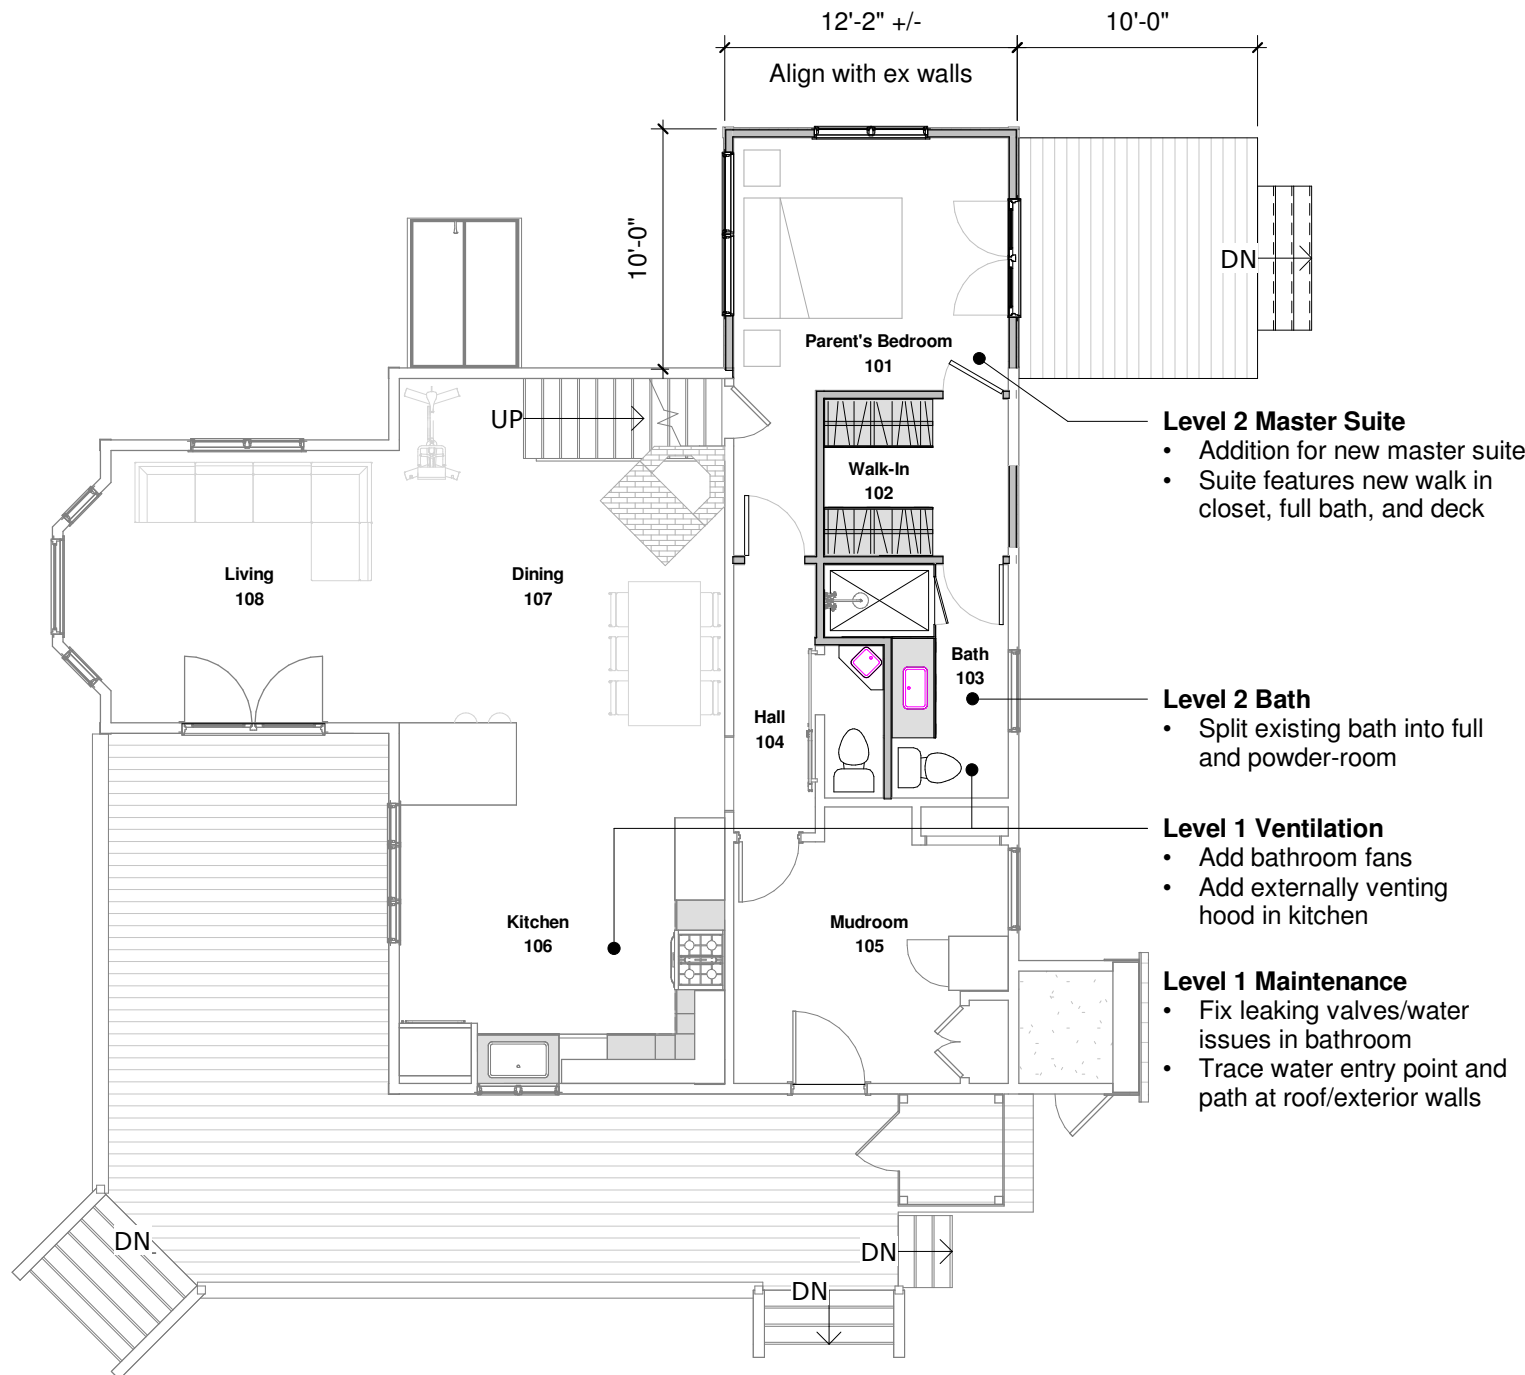 12'-2" +/-
10'-0"
Align with ex walls
10'-0"
DN
Parent's Bedroom
101
UP
Walk-In
102
Level 2 Master Suite
• Addition for new master suite
• Suite features new walk in
closet, full bath, and deck
Living
108
Dining
107
Bath
103
Hall
104
Level 2 Bath
• Split existing bath into full
and powder-room
Level 1 Ventilation
• Add bathroom fans
• Add externally venting
hood in kitchen
Kitchen
106
Mudroom
105
Level 1 Maintenance
• Fix leaking valves/water
issues in bathroom
• Trace water entry point and
path at roof/exterior walls
DN
DN
DN